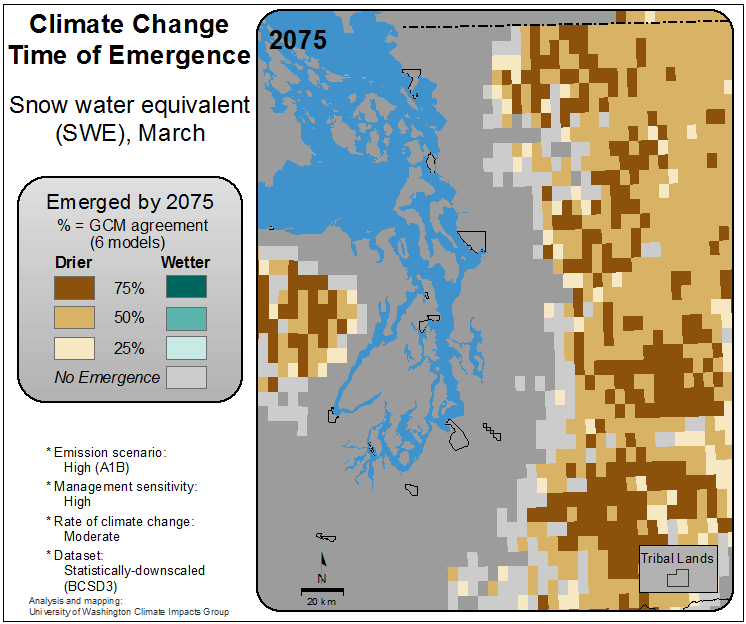 Climate Change
Time of Emergence
Snow water equivalent
(SWE), March
Emerged by 2075
% = GCM agreement
(6 models)
Drier Wetter
75%
50%
25%
No Emergence
* Emission scenario:
High (A1B)
* Management sensitivity:
High
* Rate of climate change:
Moderate
* Dataset:
Statistically-downscaled
(BCSD3)
Analysis and mapping:
University of Washington Climate Impacts Group
2075
N
20 km
Tribal Lands